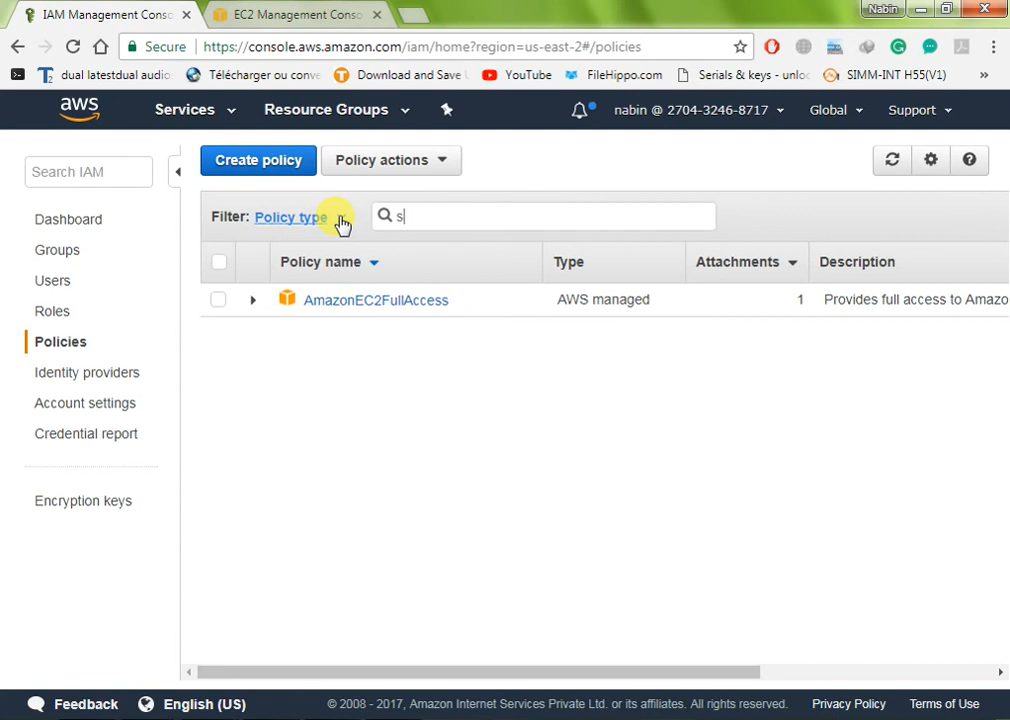 IAM Management Conso
EC2 Management Conso
Nabin
Secure
https://console.aws.amazon.com/iam/home?region=us-east-2#/policies
dual latestdual audio
Télécharger ou conve
Download and Save
YouTube
FileHippo.com
Serials & keys - unlo
SIMM-INT H55(V1)
»
aws
Services
Resource Groups
nabin @ 2704-3246-8717
Global
Support
Search IAM
Create policy
Policy actions
Filter: Policy type
s
Dashboard
Groups
Users
Roles
Policies
Identity providers
Account settings
Credential report
Encryption keys
Policy name
Type
Attachments
Description
AmazonEC2FullAccess
AWS managed
1
Provides full access to Amazo
Feedback
English (US)
© 2008 - 2017, Amazon Internet Services Private Ltd. or its affiliates. All rights reserved.
Privacy Policy
Terms of Use